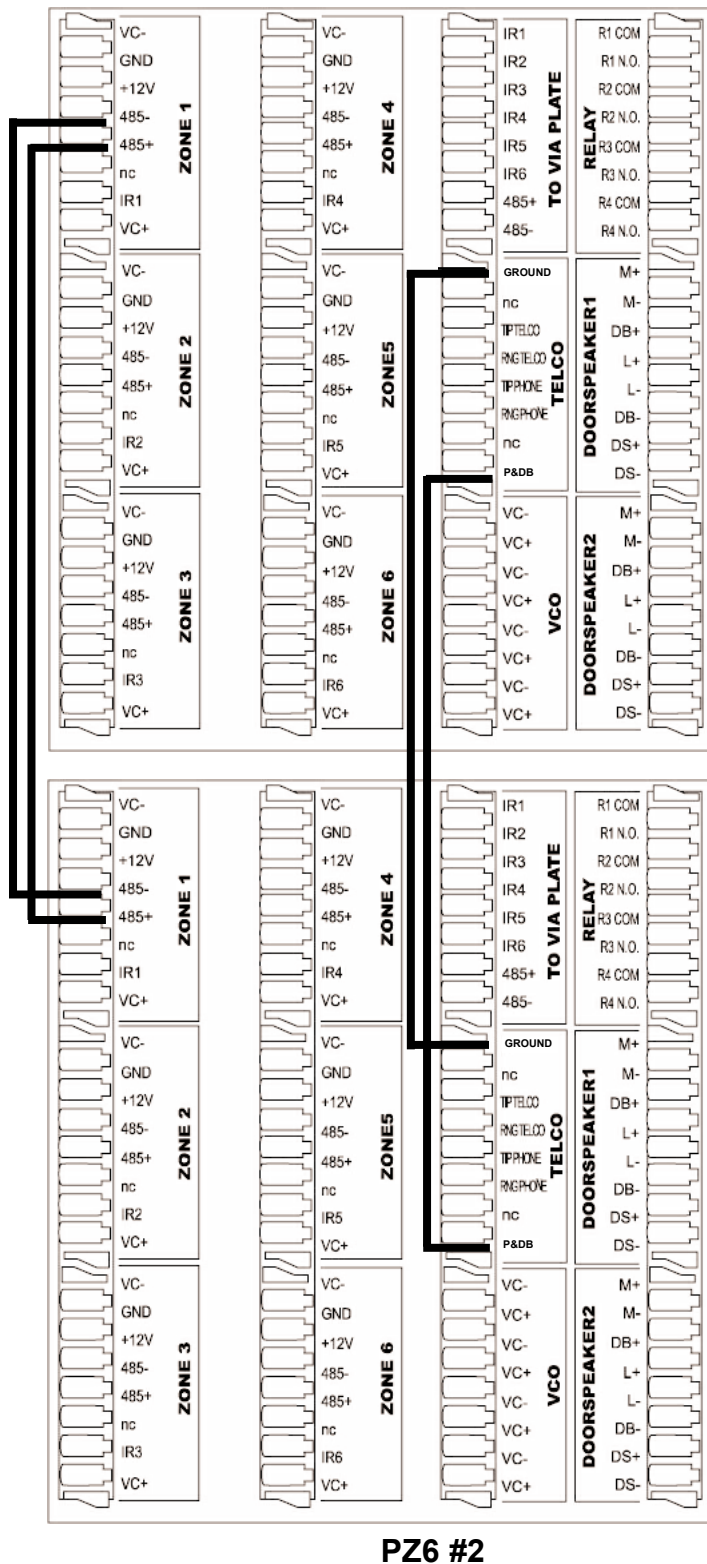 VC-
GND
+12V
485-
485+
nc
IR1
VC+
ZONE 1
VC-
GND
+12V
485-
485+
nc
IR2
VC+
ZONE 2
VC-
GND
+12V
485-
485+
nc
IR3
VC+
ZONE 3
VC-
GND
+12V
485-
485+
nc
IR4
VC+
ZONE 4
VC-
GND
+12V
485-
485+
nc
IR5
VC+
ZONE5
VC-
GND
+12V
485-
485+
nc
IR6
VC+
ZONE 6
IR1
IR2
IR3
IR4
IR5
IR6
485+
485-
TO VIA PLATE
GROUND
nc
TIPTELCO
RNGTELCO
TIPPHONE
RNGPHONE
nc
P&DB
TELCO
VC-
VC+
VC-
VC+
VC-
VC+
VC-
VC+
VCO
R1 COM
R1 N.O.
R2 COM
R2 N.O.
R3 COM
R3 N.O.
R4 COM
R4 N.O.
RELAY
M+
M-
DB+
L+
L-
DB-
DS+
DS-
DOORSPEAKER1
M+
M-
DB+
L+
L-
DB-
DS+
DS-
DOORSPEAKER2
VC-
GND
+12V
485-
485+
nc
IR1
VC+
ZONE 1
VC-
GND
+12V
485-
485+
nc
IR2
VC+
ZONE 2
VC-
GND
+12V
485-
485+
nc
IR3
VC+
ZONE 3
VC-
GND
+12V
485-
485+
nc
IR4
VC+
ZONE 4
VC-
GND
+12V
485-
485+
nc
IR5
VC+
ZONE5
VC-
GND
+12V
485-
485+
nc
IR6
VC+
ZONE 6
IR1
IR2
IR3
IR4
IR5
IR6
485+
485-
TO VIA PLATE
GROUND
nc
TIPTELCO
RNGTELCO
TIPPHONE
RNGPHONE
nc
P&DB
TELCO
VC-
VC+
VC-
VC+
VC-
VC+
VC-
VC+
VCO
R1 COM
R1 N.O.
R2 COM
R2 N.O.
R3 COM
R3 N.O.
R4 COM
R4 N.O.
RELAY
M+
M-
DB+
L+
L-
DB-
DS+
DS-
DOORSPEAKER1
M+
M-
DB+
L+
L-
DB-
DS+
DS-
DOORSPEAKER2
PZ6 #2